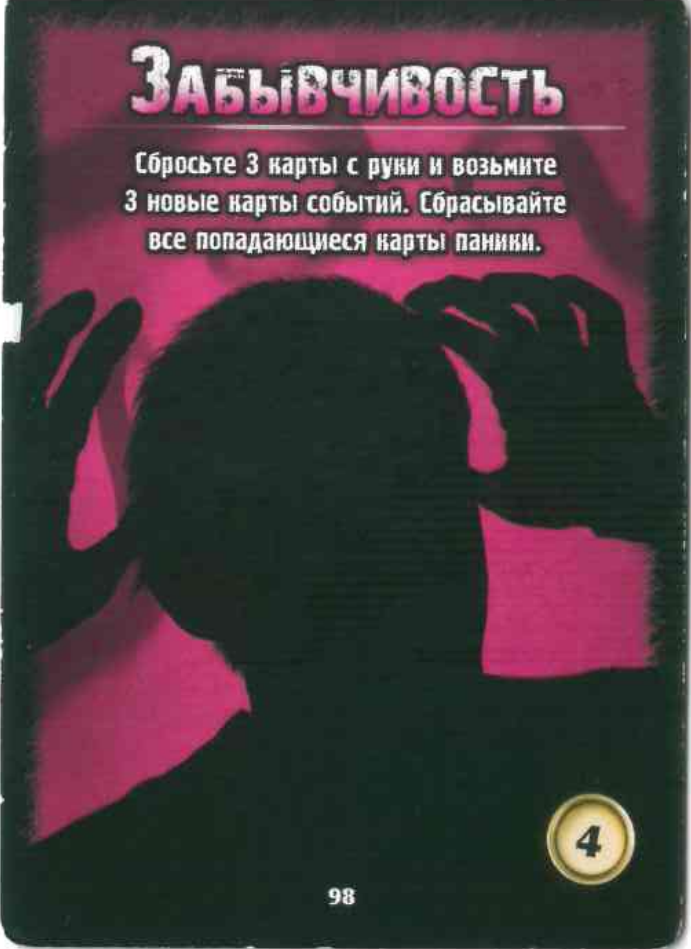 Забывчивость
Сбросьте 3 карты с руки и возьмите
3 новые карты событий. Сбрасывайте
все попадающиеся карты паники.
4
98